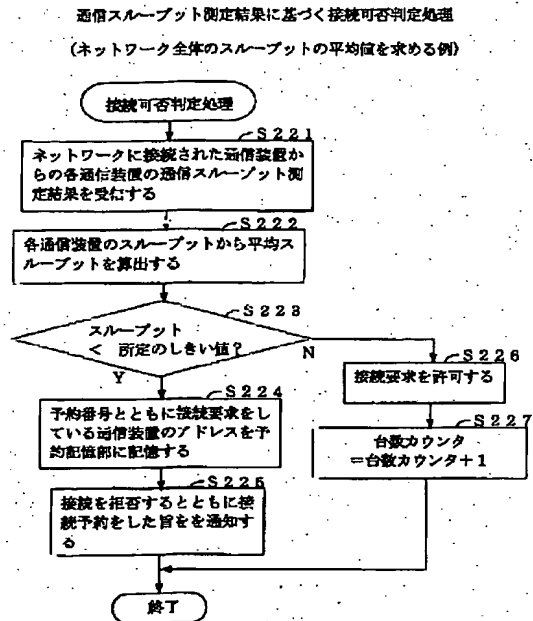 通信スループット測定結果に基づく接続可否判定処理
(ネットワーク全体のスループットの平均値を求める例)
接続可否判定処理
S221
ネットワークに接続された通信装置か
らの各通信装置の通信スループット測
定結果を受信する
S222
各通信装置のスループットから平均ス
ループットを算出する
S223
スループット
< 所定のしきい値?
N
Y
S226
接続要求を許可する
S224
予約番号とともに接続要求をし
ている通信装置のアドレスを予
約記憶部に記憶する
S227
台数カウンタ
=台数カウンタ+1
S225
接続を拒否するとともに接
続予約をした旨をを通知す
る
終了